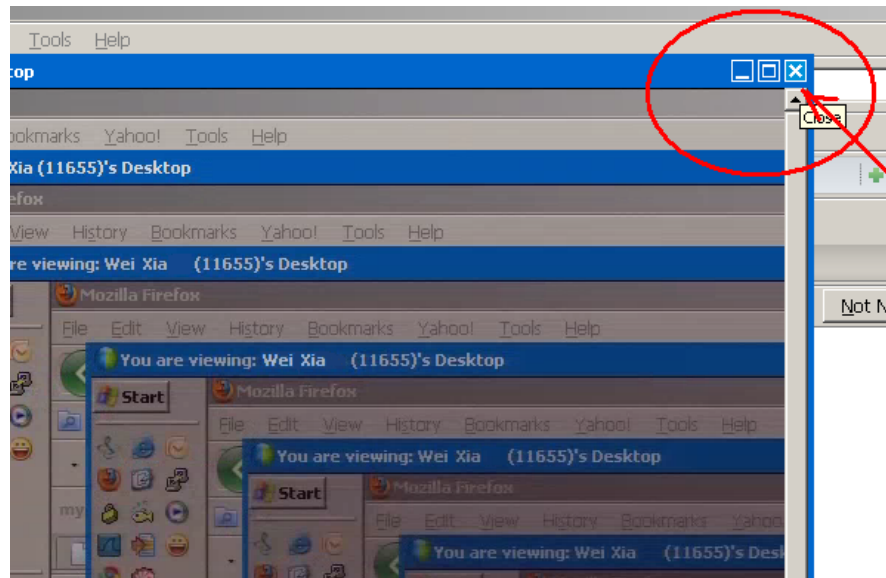 Tools Help
top
Close
Bookmarks Yahoo! Tools Help
Xia (11655)'s Desktop
efox
View History Bookmarks Yahoo! Tools Help
re viewing: Wei Xia (11655)'s Desktop
Mozilla Firefox
Not N
File Edit View History Bookmarks Yahoo! Tools Help
You are viewing: Wei Xia (11655)'s Desktop
Start
Mozilla Firefox
File Edit View History Bookmarks Yahoo! Tools Help
You are viewing: Wei Xia (11655)'s Desktop
Start
Mozilla Firefox
my
File Edit View History Bookmarks Yahoo
You are viewing: Wei Xia (11655)'s Desk